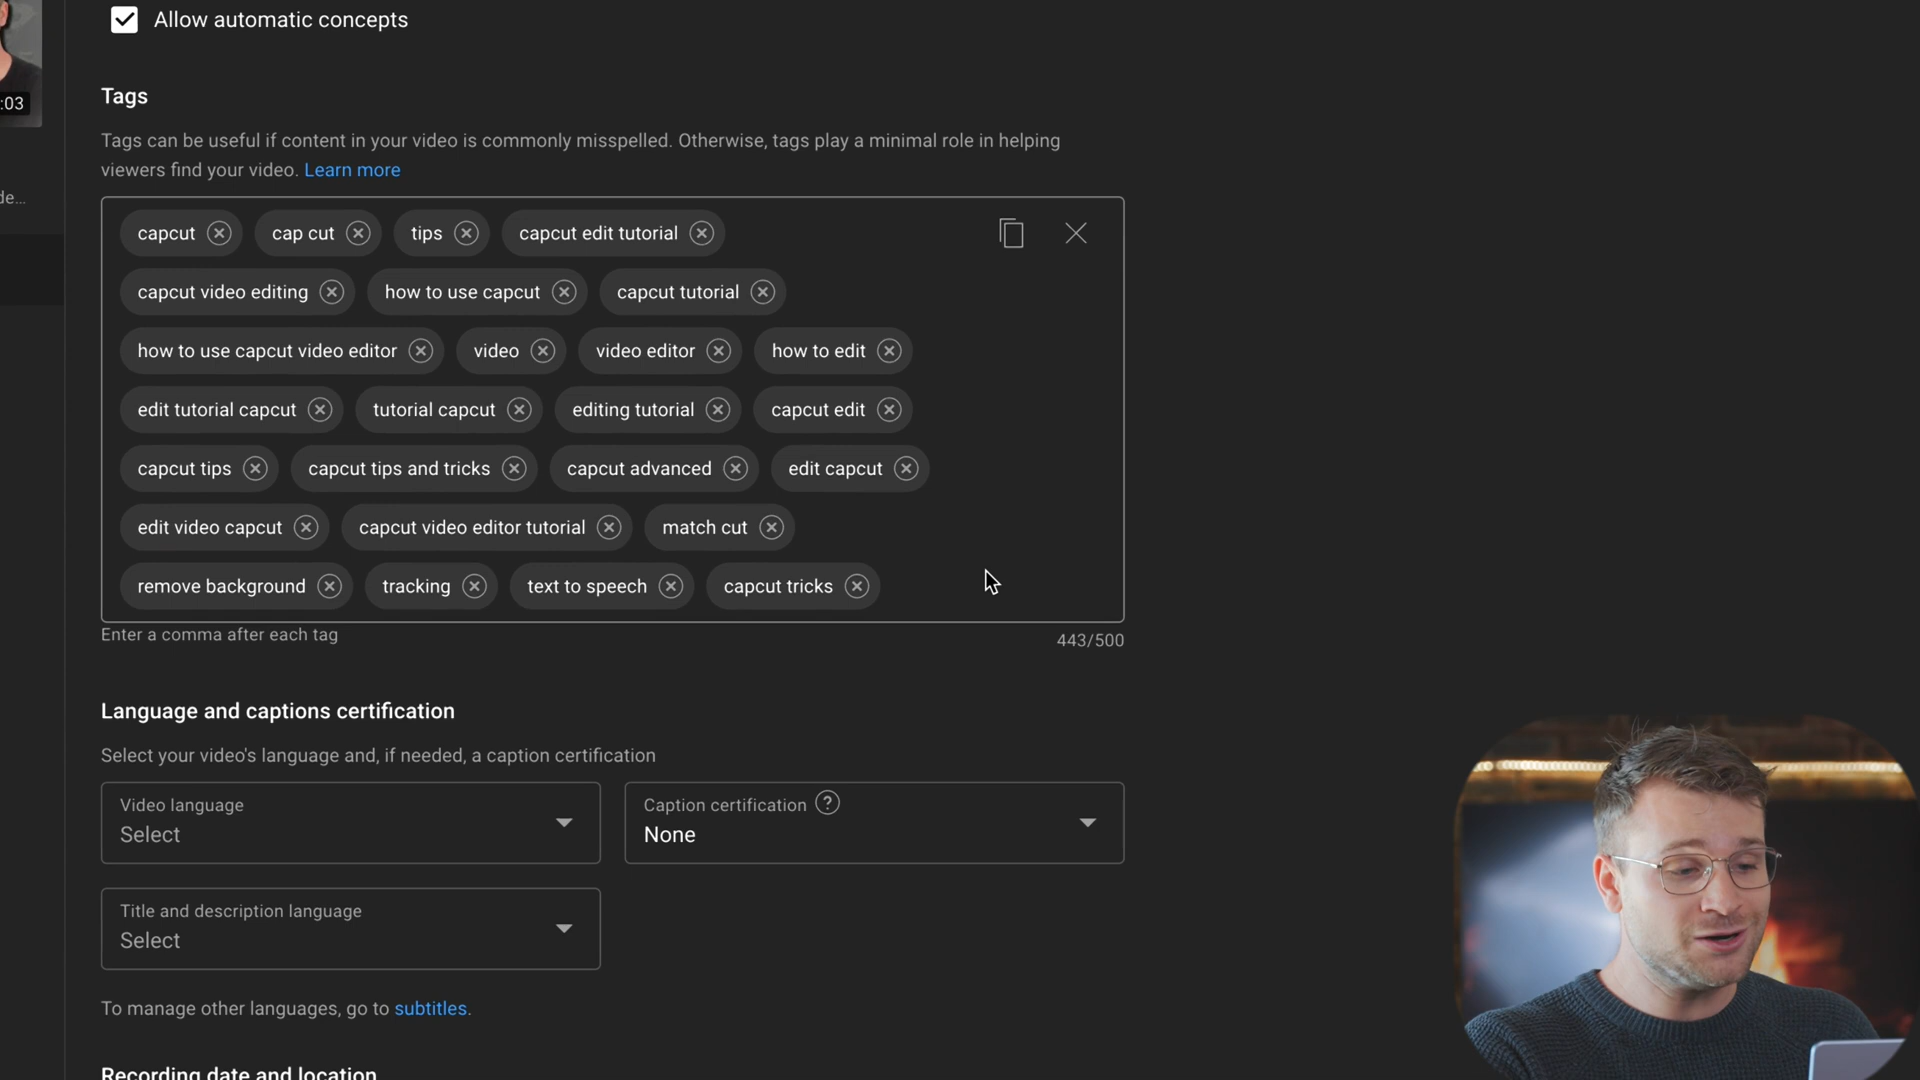 Allow automatic concepts
:03
Tags
Tags can be useful if content in your video is commonly misspelled. Otherwise, tags play a minimal role in helping
viewers find your video. Learn more
de...
capcut cap cut tips capcut edit tutorial
capcut video editing how to use capcut capcut tutorial
how to use capcut video editor video video editor how to edit
edit tutorial capcut tutorial capcut editing tutorial capcut edit
capcut tips capcut tips and tricks capcut advanced edit capcut
edit video capcut capcut video editor tutorial match cut
remove background tracking text to speech capcut tricks
Enter a comma after each tag
443/500
Language and captions certification
Select your video's language and, if needed, a caption certification
Video language
Select
Caption certification ?
None
Title and description language
Select
To manage other languages, go to subtitles.
Recording date and location